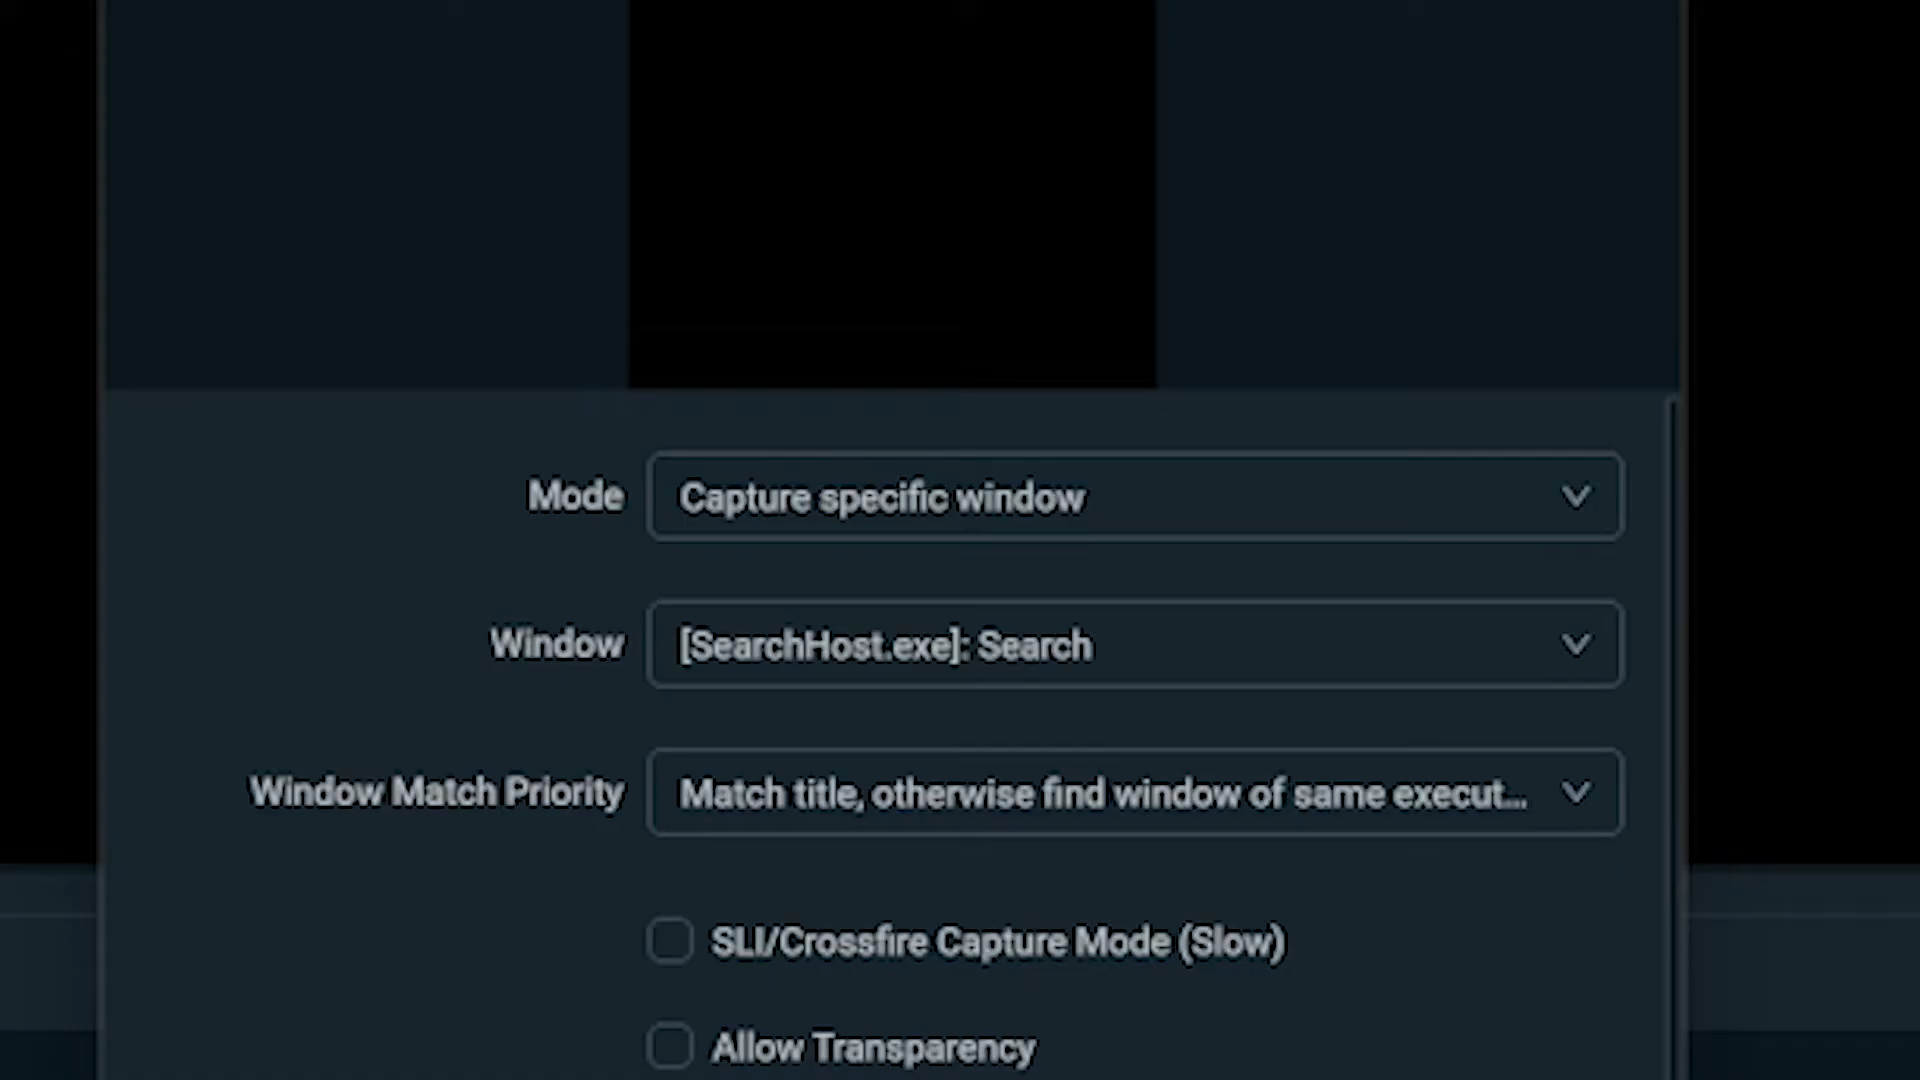 Mode
Capture specific window
Window
[SearchHost.exe]: Search
Window Match Priority
Match title, otherwise find window of same execut...
SLI/Crossfire Capture Mode (Slow)
Allow Transparency